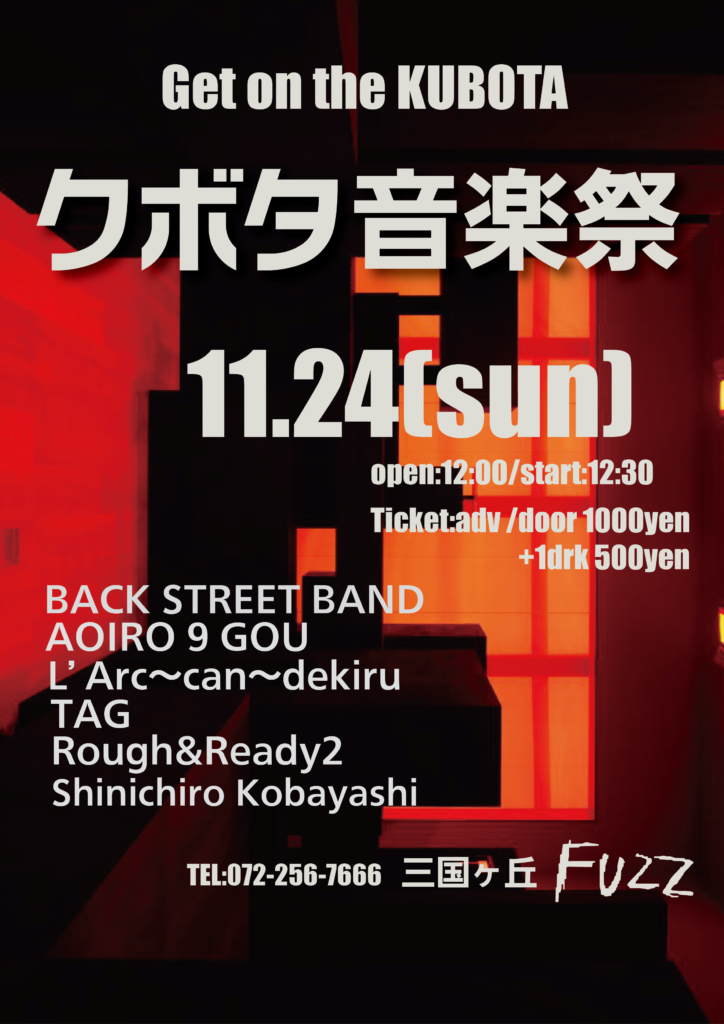 Get on the KUBOTA
クボタ音楽祭
11.24(sun)
open:12:00/start:12:30
Ticket:adv /door 1000yen
+1drk 500yen
BACK STREET BAND
AOIRO 9 GOU
L’ Arc〜can〜dekiru
TAG
Rough&Ready2
Shinichiro Kobayashi
TEL:072-256-7666 三国ヶ丘 FUZZ